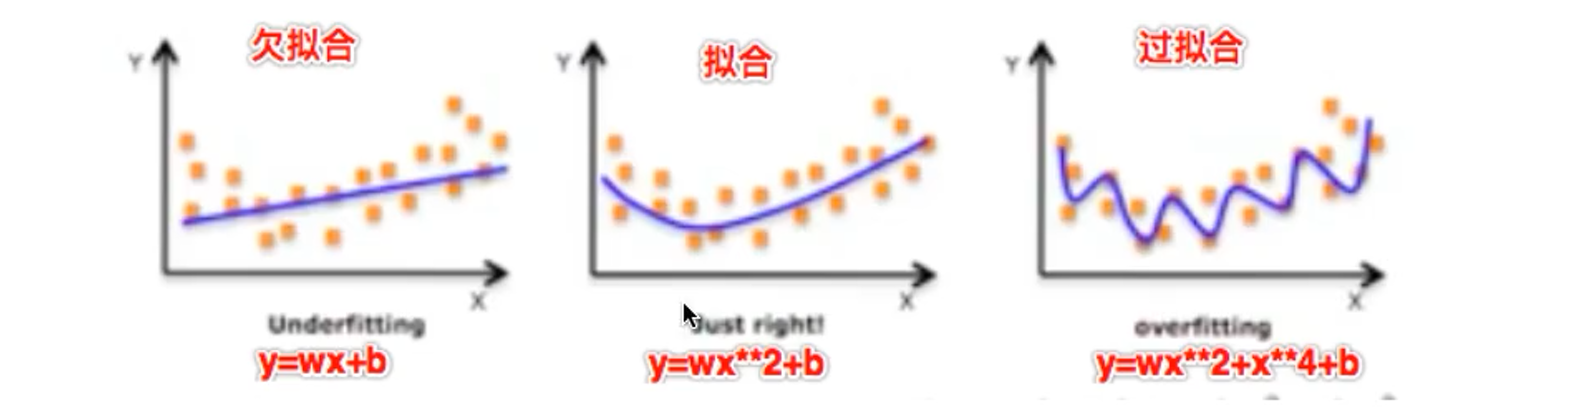 欠拟合
拟合
过拟合
Y
Y
Y
X
X
X
Underfitting
Just right!
overfitting
y=wx+b
y=wx**2+b
y=wx**2+x**4+b